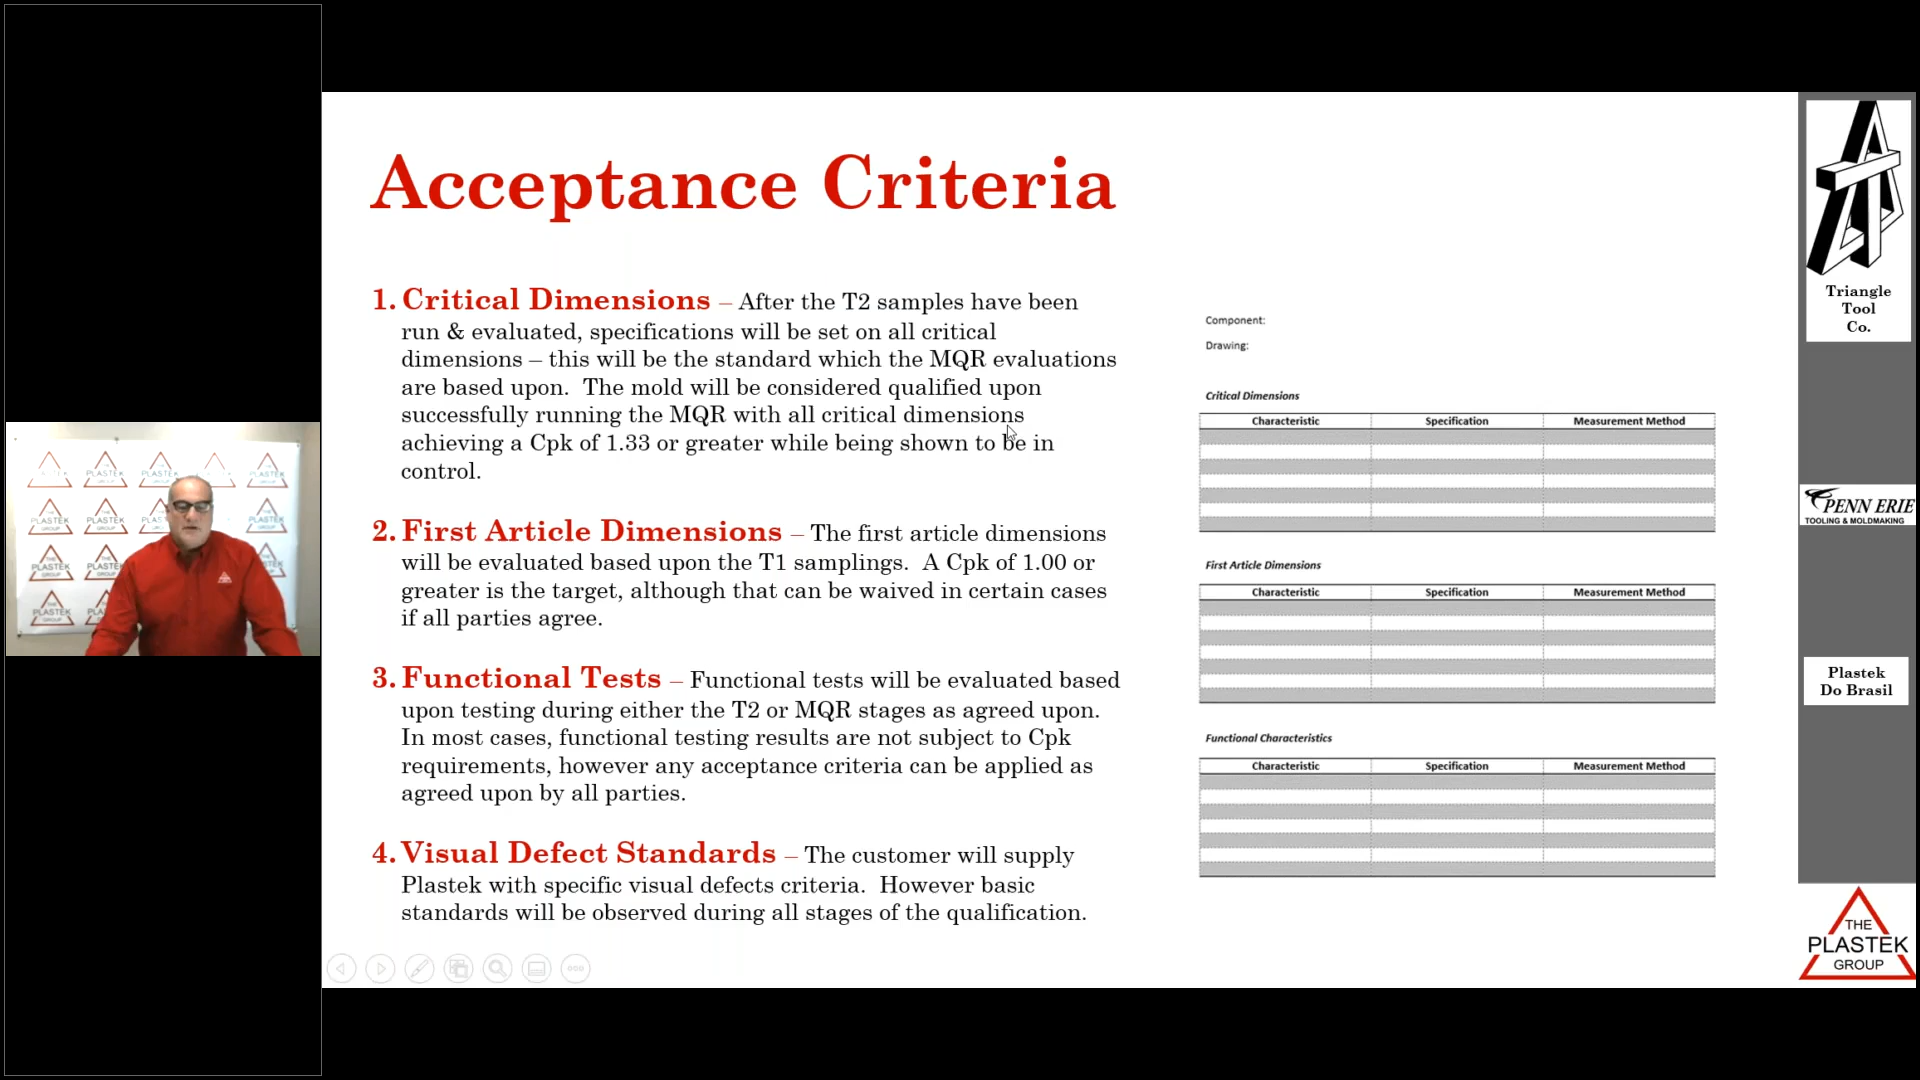 Acceptance Criteria
1. Critical Dimensions – After the T2 samples have been
run & evaluated, specifications will be set on all critical
dimensions – this will be the standard which the MQR evaluations
are based upon.  The mold will be considered qualified upon
successfully running the MQR with all critical dimensions
achieving a Cpk of 1.33 or greater while being shown to be in
control.
2. First Article Dimensions – The first article dimensions
will be evaluated based upon the T1 samplings.  A Cpk of 1.00 or
greater is the target, although that can be waived in certain cases
if all parties agree.
3. Functional Tests – Functional tests will be evaluated based
upon testing during either the T2 or MQR stages as agreed upon.
In most cases, functional testing results are not subject to Cpk
requirements, however any acceptance criteria can be applied as
agreed upon by all parties.
4. Visual Defect Standards – The customer will supply
Plastek with specific visual defects criteria.  However basic
standards will be observed during all stages of the qualification.
Component:
Drawing:
Critical Dimensions
Characteristic Specification Measurement Method
First Article Dimensions
Characteristic Specification Measurement Method
Functional Characteristics
Characteristic Specification Measurement Method
Triangle
Tool
Co.
PENN ERIE
TOOLING & MOLDMAKING
Plastek
Do Brasil
THE
PLASTEK
GROUP